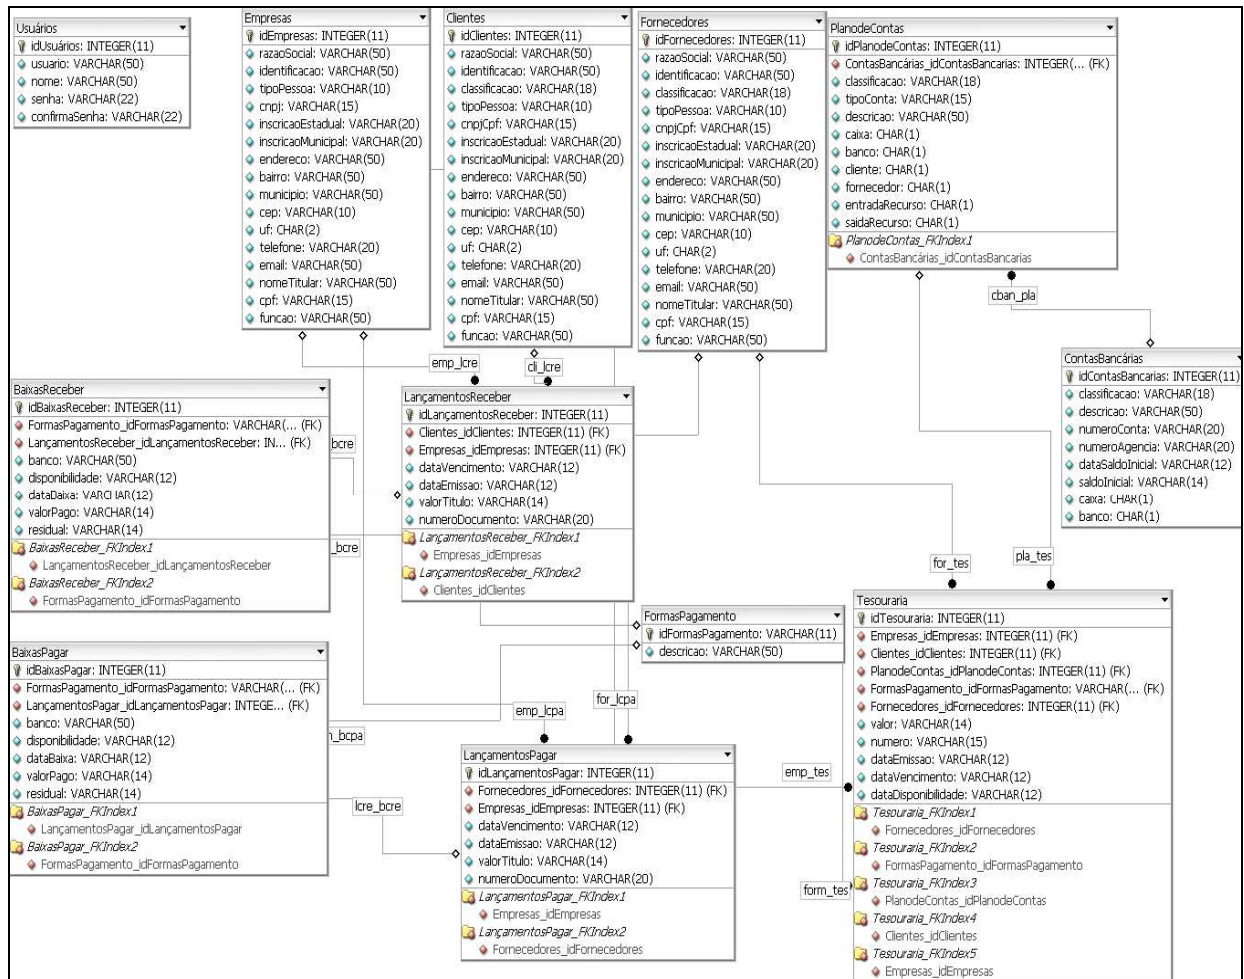 Usuários
idUsuários: INTEGER(11)
usuario: VARCHAR(50)
nome: VARCHAR(50)
senha: VARCHAR(22)
confirmaSenha: VARCHAR(22)
Empresas
idEmpresas: INTEGER(11)
razaoSocial: VARCHAR(50)
identificacao: VARCHAR(50)
tipoPessoa: VARCHAR(10)
cnpj: VARCHAR(15)
inscricaoEstadual: VARCHAR(20)
inscricaoMunicipal: VARCHAR(20)
endereco: VARCHAR(50)
bairro: VARCHAR(50)
municipio: VARCHAR(50)
cep: VARCHAR(10)
uf: CHAR(2)
telefone: VARCHAR(20)
email: VARCHAR(50)
nomeTitular: VARCHAR(50)
cpf: VARCHAR(15)
funcao: VARCHAR(50)
Clientes
idClientes: INTEGER(11)
razaoSocial: VARCHAR(50)
identificacao: VARCHAR(50)
classificacao: VARCHAR(18)
tipoPessoa: VARCHAR(10)
cnpjCpf: VARCHAR(15)
inscricaoEstadual: VARCHAR(20)
inscricaoMunicipal: VARCHAR(20)
endereco: VARCHAR(50)
bairro: VARCHAR(50)
municipio: VARCHAR(50)
cep: VARCHAR(10)
uf: CHAR(2)
telefone: VARCHAR(20)
email: VARCHAR(50)
nomeTitular: VARCHAR(50)
cpf: VARCHAR(15)
funcao: VARCHAR(50)
Fornecedores
idFornecedores: INTEGER(11)
razaoSocial: VARCHAR(50)
identificacao: VARCHAR(50)
classificacao: VARCHAR(18)
tipoPessoa: VARCHAR(10)
cnpjCpf: VARCHAR(15)
inscricaoEstadual: VARCHAR(20)
inscricaoMunicipal: VARCHAR(20)
endereco: VARCHAR(50)
bairro: VARCHAR(50)
municipio: VARCHAR(50)
cep: VARCHAR(10)
uf: CHAR(2)
telefone: VARCHAR(20)
email: VARCHAR(50)
nomeTitular: VARCHAR(50)
cpf: VARCHAR(15)
funcao: VARCHAR(50)
PlanodeContas
idPlanodeContas: INTEGER(11)
ContasBancárias_idContasBancarias: INTEGER(... (FK)
classificacao: VARCHAR(18)
tipoConta: VARCHAR(15)
descricao: VARCHAR(50)
caixa: CHAR(1)
banco: CHAR(1)
cliente: CHAR(1)
fornecedor: CHAR(1)
entradaRecurso: CHAR(1)
saidaRecurso: CHAR(1)
PlanodeContas_FKIndex1
ContasBancárias_idContasBancarias
cban_pla
emp_lcre
cli_lcre
ContasBancárias
idContasBancarias: INTEGER(11)
classificacao: VARCHAR(18)
descricao: VARCHAR(50)
numeroConta: VARCHAR(20)
numeroAgencia: VARCHAR(20)
dataSaldoInicial: VARCHAR(12)
saldoInicial: VARCHAR(14)
caixa: CHAR(1)
banco: CHAR(1)
BaixasReceber
idBaixasReceber: INTEGER(11)
FormasPagamento_idFormasPagamento: VARCHAR(... (FK)
LançamentosReceber_idLançamentosReceber: IN... (FK)
banco: VARCHAR(50)
disponibilidade: VARCHAR(12)
dataBaixa: VARCHAR(12)
valorPago: VARCHAR(14)
residual: VARCHAR(14)
BaixasReceber_FKIndex1
LançamentosReceber_idLançamentosReceber
BaixasReceber_FKIndex2
FormasPagamento_idFormasPagamento
bcre
_bcre
LançamentosReceber
idLançamentosReceber: INTEGER(11)
Clientes_idClientes: INTEGER(11) (FK)
Empresas_idEmpresas: INTEGER(11) (FK)
dataVencimento: VARCHAR(12)
dataEmissao: VARCHAR(12)
valorTitulo: VARCHAR(14)
numeroDocumento: VARCHAR(20)
LançamentosReceber_FKIndex1
Empresas_idEmpresas
LançamentosReceber_FKIndex2
Clientes_idClientes
for_tes
pla_tes
FormasPagamento
idFormasPagamento: VARCHAR(11)
descricao: VARCHAR(50)
BaixasPagar
idBaixasPagar: INTEGER(11)
FormasPagamento_idFormasPagamento: VARCHAR(... (FK)
LançamentosPagar_idLançamentosPagar: INTEGE... (FK)
banco: VARCHAR(50)
disponibilidade: VARCHAR(12)
dataBaixa: VARCHAR(12)
valorPago: VARCHAR(14)
residual: VARCHAR(14)
BaixasPagar_FKIndex1
LançamentosPagar_idLançamentosPagar
BaixasPagar_FKIndex2
FormasPagamento_idFormasPagamento
n_bcpa
lcre_bcre
emp_lcpa
for_lcpa
LançamentosPagar
idLançamentosPagar: INTEGER(11)
Fornecedores_idFornecedores: INTEGER(11) (FK)
Empresas_idEmpresas: INTEGER(11) (FK)
dataVencimento: VARCHAR(12)
dataEmissao: VARCHAR(12)
valorTitulo: VARCHAR(14)
numeroDocumento: VARCHAR(20)
LançamentosPagar_FKIndex1
Empresas_idEmpresas
LançamentosPagar_FKIndex2
Fornecedores_idFornecedores
emp_tes
form_tes
Tesouraria
idTesouraria: INTEGER(11)
Empresas_idEmpresas: INTEGER(11) (FK)
Clientes_idClientes: INTEGER(11) (FK)
PlanodeContas_idPlanodeContas: INTEGER(11) (FK)
FormasPagamento_idFormasPagamento: VARCHAR(... (FK)
Fornecedores_idFornecedores: INTEGER(11) (FK)
valor: VARCHAR(14)
numero: VARCHAR(15)
dataEmissao: VARCHAR(12)
dataVencimento: VARCHAR(12)
dataDisponibilidade: VARCHAR(12)
Tesouraria_FKIndex1
Fornecedores_idFornecedores
Tesouraria_FKIndex2
FormasPagamento_idFormasPagamento
Tesouraria_FKIndex3
PlanodeContas_idPlanodeContas
Tesouraria_FKIndex4
Clientes_idClientes
Tesouraria_FKIndex5
Empresas_idEmpresas